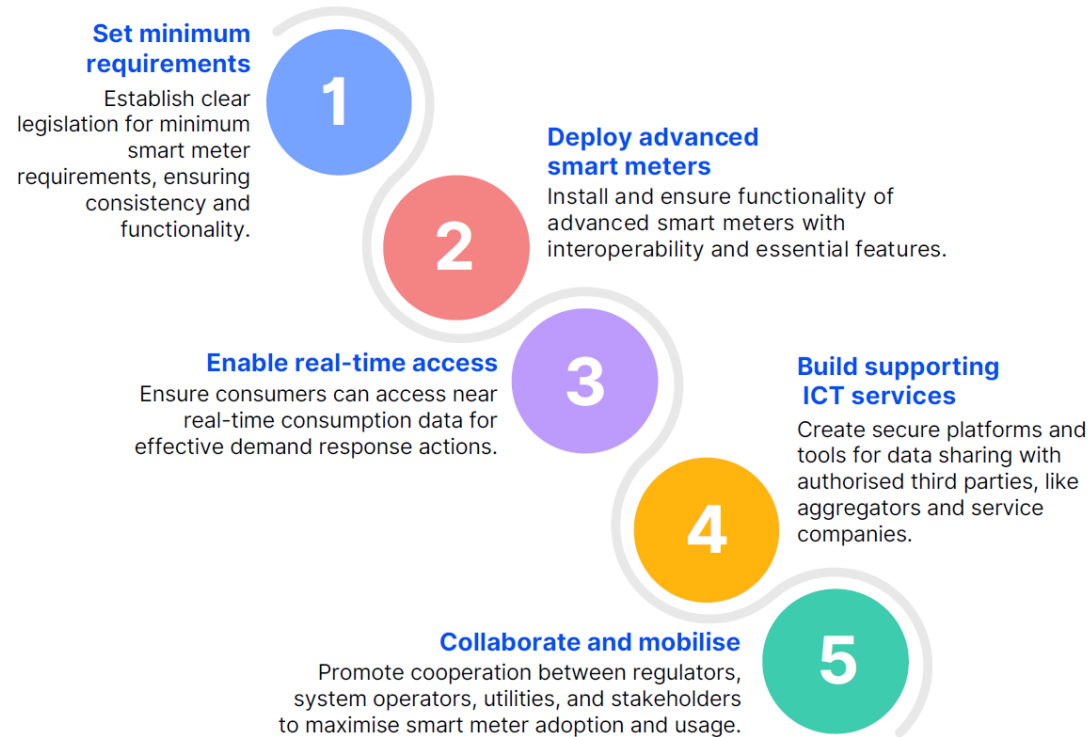 Set minimum
requirements
Establish clear
legislation for minimum
smart meter
requirements, ensuring
consistency and
functionality.
1
Deploy advanced
smart meters
Install and ensure functionality of
advanced smart meters with
interoperability and essential features.
2
Enable real-time access
Ensure consumers can access near
real-time consumption data for
effective demand response actions.
3
Build supporting
ICT services
Create secure platforms and
tools for data sharing with
authorised third parties, like
aggregators and service
companies.
4
Collaborate and mobilise
Promote cooperation between regulators,
system operators, utilities, and stakeholders
to maximise smart meter adoption and usage.
5